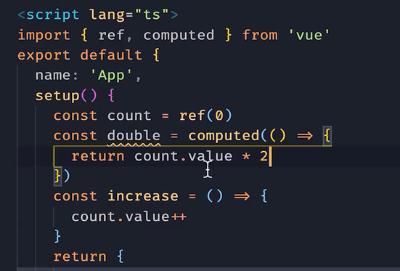 <script lang="ts">
import { ref, computed } from 'vue'
export default {
name: 'App',
setup() {
const count = ref(0)
const double = computed(() => {
return count.value * 2
})
const increase = () => {
count.value++
}
return {